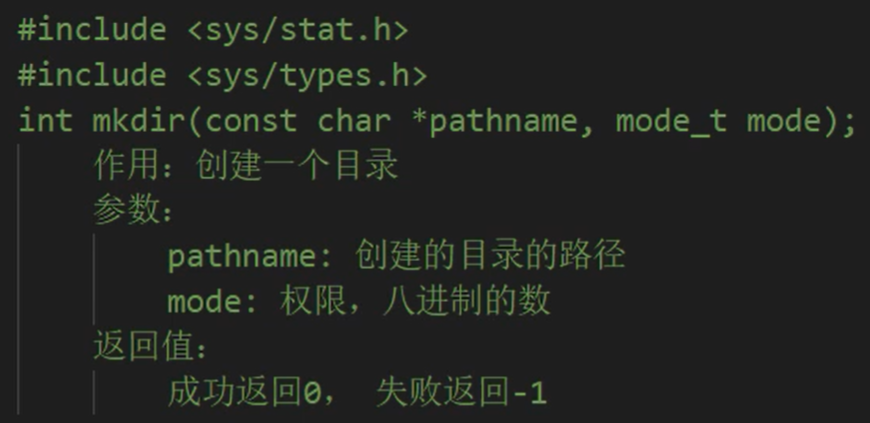 #include <sys/stat.h>
#include <sys/types.h>
int mkdir(const char *pathname, mode_t mode);
作用：创建一个目录
参数：
pathname: 创建的目录的路径
mode: 权限，八进制的数
返回值：
成功返回0， 失败返回-1